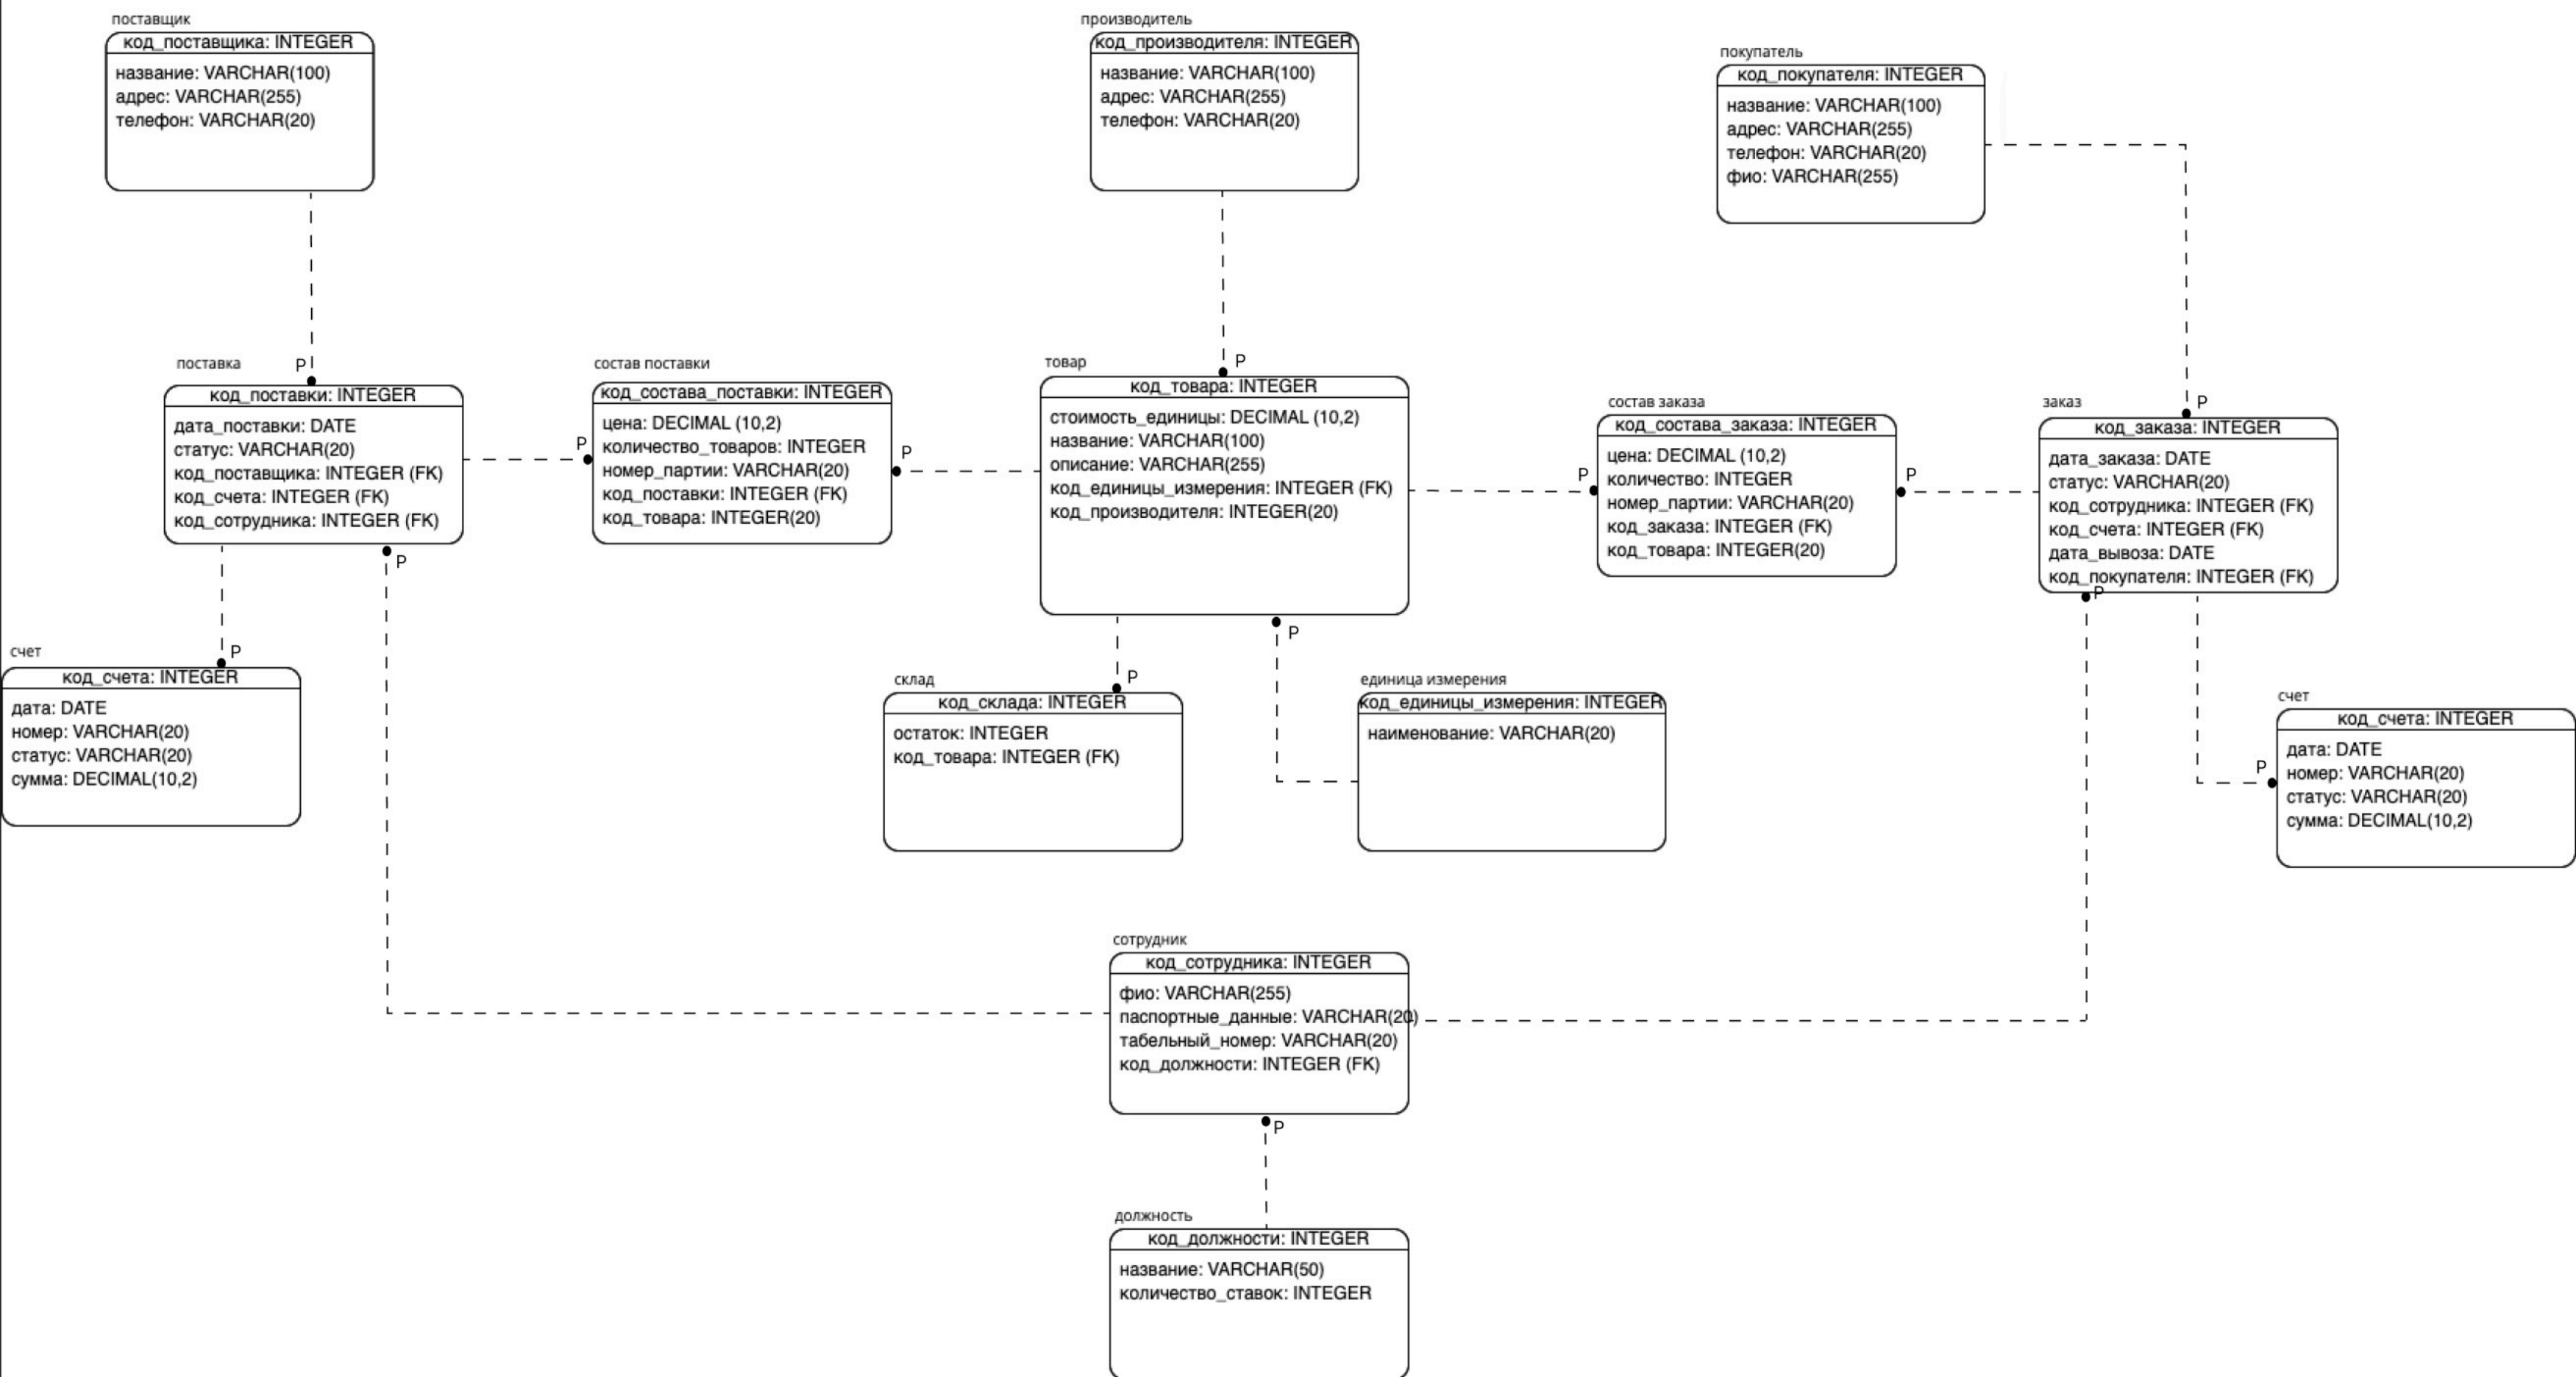 поставщик
код_поставщика: INTEGER
название: VARCHAR(100)
адрес: VARCHAR(255)
телефон: VARCHAR(20)
производитель
код_производителя: INTEGER
название: VARCHAR(100)
адрес: VARCHAR(255)
телефон: VARCHAR(20)
покупатель
код_покупателя: INTEGER
название: VARCHAR(100)
адрес: VARCHAR(255)
телефон: VARCHAR(20)
фио: VARCHAR(255)
P
поставка
код_поставки: INTEGER
дата_поставки: DATE
статус: VARCHAR(20)
код_поставщика: INTEGER (FK)
код_счета: INTEGER (FK)
код_сотрудника: INTEGER (FK)
P
состав поставки
код_состава_поставки: INTEGER
цена: DECIMAL (10,2)
количество_товаров: INTEGER
номер_партии: VARCHAR(20)
код_поставки: INTEGER (FK)
код_товара: INTEGER(20)
P
P
товар
код_товара: INTEGER
стоимость_единицы: DECIMAL (10,2)
название: VARCHAR(100)
описание: VARCHAR(255)
код_единицы_измерения: INTEGER (FK)
код_производителя: INTEGER(20)
P
состав заказа
код_состава_заказа: INTEGER
цена: DECIMAL (10,2)
количество: INTEGER
номер_партии: VARCHAR(20)
код_заказа: INTEGER (FK)
код_товара: INTEGER(20)
P
P
заказ
код_заказа: INTEGER
дата_заказа: DATE
статус: VARCHAR(20)
код_сотрудника: INTEGER (FK)
код_счета: INTEGER (FK)
дата_вывоза: DATE
код_покупателя: INTEGER (FK)
P
P
P
счет
код_счета: INTEGER
дата: DATE
номер: VARCHAR(20)
статус: VARCHAR(20)
сумма: DECIMAL(10,2)
P
P
склад
код_склада: INTEGER
остаток: INTEGER
код_товара: INTEGER (FK)
единица измерения
код_единицы_измерения: INTEGER
наименование: VARCHAR(20)
P
счет
код_счета: INTEGER
дата: DATE
номер: VARCHAR(20)
статус: VARCHAR(20)
сумма: DECIMAL(10,2)
сотрудник
код_сотрудника: INTEGER
фио: VARCHAR(255)
паспортные_данные: VARCHAR(20)
табельный_номер: VARCHAR(20)
код_должности: INTEGER (FK)
P
должность
код_должности: INTEGER
название: VARCHAR(50)
количество_ставок: INTEGER